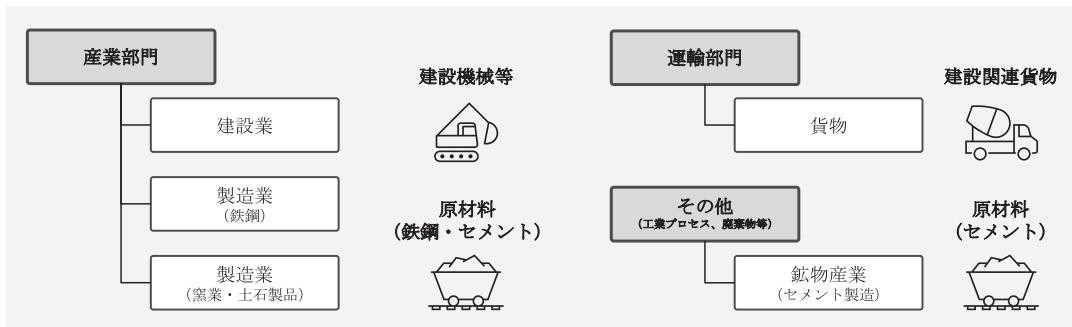 産業部門
建設業
製造業
（鉄鋼）
製造業
（窯業・土石製品）
建設機械等
原材料
（鉄鋼・セメント）
運輸部門
貨物
建設関連貨物
その他
（工業プロセス、廃棄物等）
鉱物産業
（セメント製造）
原材料
（セメント）